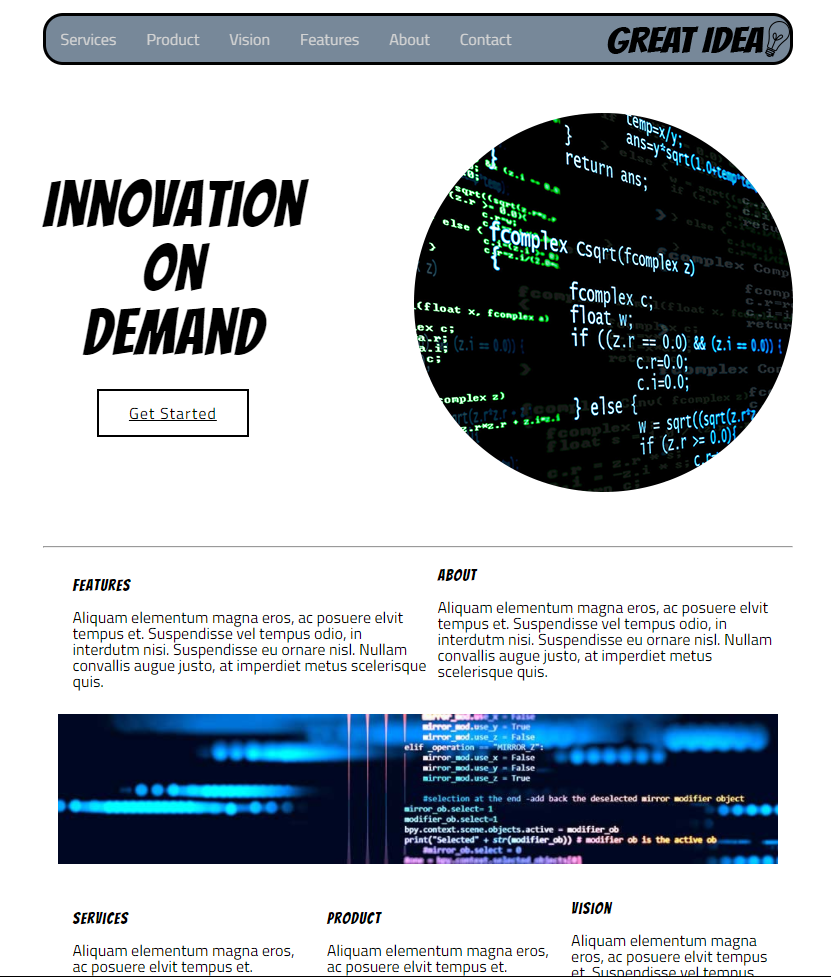 Services Product Vision Features About Contact GREAT IDEA
INNOVATION
ON
DEMAND
Get Started
temp=x/y;
}
ans=y*sqrt(1.0+temp*
return ans;
fcomplex Csqrt(fcomplex z)
{
fcomplex c;
float w;
if ((z.r == 0.0) && (z.i == 0.0)) {
c.r=0.0;
c.i=0.0;
} else {
w = sqrt((sqrt(z.r*
if (z.r >= 0.0){
FEATURES
Aliquam elementum magna eros, ac posuere elvit
tempus et. Suspendisse vel tempus odio, in
interdutm nisi. Suspendisse eu ornare nisl. Nullam
convallis augue justo, at imperdiet metus scelerisque
quis.
ABOUT
Aliquam elementum magna eros, ac posuere elvit
tempus et. Suspendisse vel tempus odio, in
interdutm nisi. Suspendisse eu ornare nisl. Nullam
convallis augue justo, at imperdiet metus
scelerisque quis.
mirror_mod.use_x = False
mirror_mod.use_y = True
mirror_mod.use_z = False
elif _operation == "MIRROR_Z":
mirror_mod.use_x = False
mirror_mod.use_y = False
mirror_mod.use_z = True
#selection at the end -add back the deselected mirror modifier object
mirror_ob.select= 1
modifier_ob.select=1
bpy.context.scene.objects.active = modifier_ob
print("Selected" + str(modifier_ob)) # modifier ob is the active ob
#mirror_ob.select = 0
bpy.context.selected_objects[0]
SERVICES
Aliquam elementum magna eros,
ac posuere elvit tempus et.
PRODUCT
Aliquam elementum magna eros,
ac posuere elvit tempus et.
VISION
Aliquam elementum magna
eros, ac posuere elvit tempus
et. Suspendisse vel tempus